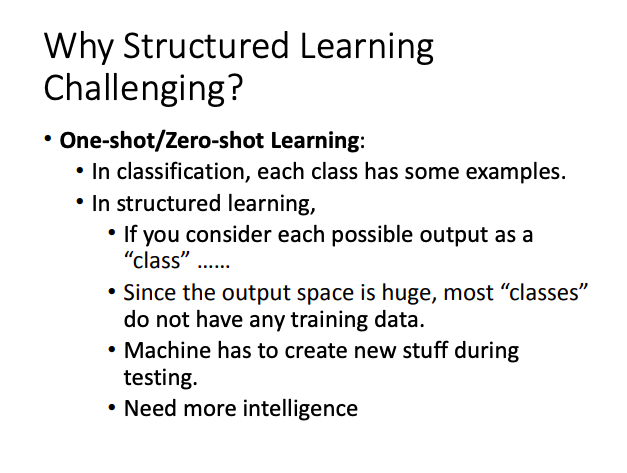 Why Structured Learning
Challenging?
• One-shot/Zero-shot Learning:
• In classification, each class has some examples.
• In structured learning,
• If you consider each possible output as a
“class” ……
• Since the output space is huge, most “classes”
do not have any training data.
• Machine has to create new stuff during
testing.
• Need more intelligence